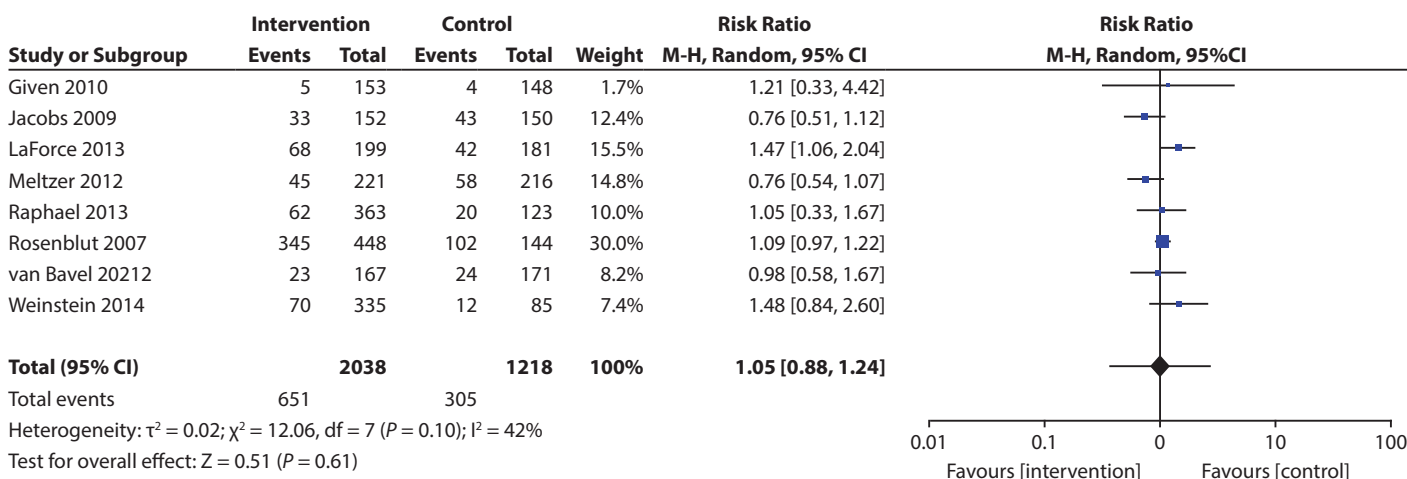 Intervention Control Risk Ratio Risk Ratio
Study or Subgroup Events Total Events Total Weight M-H, Random, 95% CI M-H, Random, 95%CI
Given 2010 5 153 4 148 1.7% 1.21 [0.33, 4.42]
Jacobs 2009 33 152 43 150 12.4% 0.76 [0.51, 1.12]
LaForce 2013 68 199 42 181 15.5% 1.47 [1.06, 2.04]
Meltzer 2012 45 221 58 216 14.8% 0.76 [0.54, 1.07]
Raphael 2013 62 363 20 123 10.0% 1.05 [0.33, 1.67]
Rosenblut 2007 345 448 102 144 30.0% 1.09 [0.97, 1.22]
van Bavel 20212 23 167 24 171 8.2% 0.98 [0.58, 1.67]
Weinstein 2014 70 335 12 85 7.4% 1.48 [0.84, 2.60]
Total (95% CI) 2038 1218 100% 1.05 [0.88, 1.24]
Total events 651 305
Heterogeneity: τ² = 0.02; χ² = 12.06, df = 7 (P = 0.10); I² = 42%
Test for overall effect: Z = 0.51 (P = 0.61)
0.01 0.1 0 10 100
Favours [intervention] Favours [control]